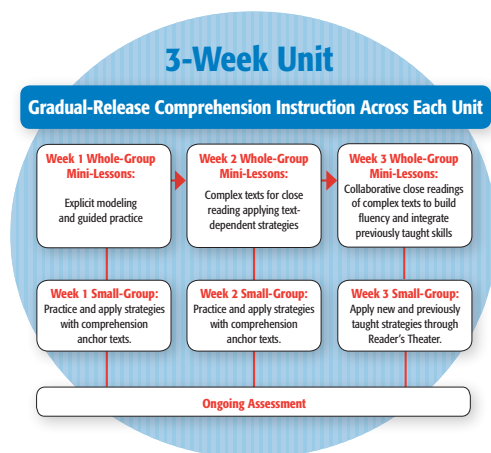 3-Week Unit
Gradual-Release Comprehension Instruction Across Each Unit
Week 1 Whole-Group
Mini-Lessons:
Explicit modeling
and guided practice
Week 2 Whole-Group
Mini-Lessons:
Complex texts for close
reading applying text-
dependent strategies
Week 3 Whole-Group
Mini-Lessons:
Collaborative close readings
of complex texts to build
fluency and integrate
previously taught skills
Week 1 Small-Group:
Practice and apply strategies
with comprehension
anchor texts.
Week 2 Small-Group:
Practice and apply strategies
with comprehension
anchor texts.
Week 3 Small-Group:
Apply new and previously
taught strategies through
Reader's Theater.
Ongoing Assessment